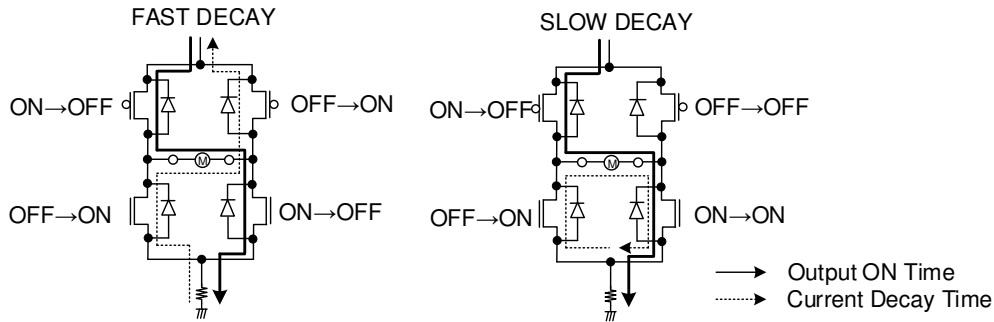 FAST DECAY
SLOW DECAY
ON→OFF
OFF→ON
ON→OFF
OFF→OFF
M
M
OFF→ON
ON→OFF
OFF→ON
ON→ON
Output ON Time
Current Decay Time